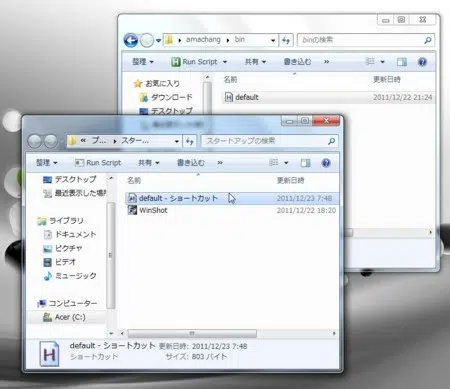 amachang ▸ bin
binの検索
整理 Run Script 共有 書き込む »
お気に入り
ダウンロード
デスクトップ
名前 更新日時
default 2011/12/22 21:24
« プ... ▸ スター...
スタートアップの検索
整理 Run Script 共有 書き込む »
デスクトップ
最近表示した場所
ライブラリ
ドキュメント
ピクチャ
ビデオ
ミュージック
コンピューター
Acer (C:)
名前 更新日時
default - ショートカット 2011/12/23 7:48
WinShot 2011/12/22 18:20
default - ショートカット 更新日時: 2011/12/23 7:48
ショートカット サイズ: 803 バイト